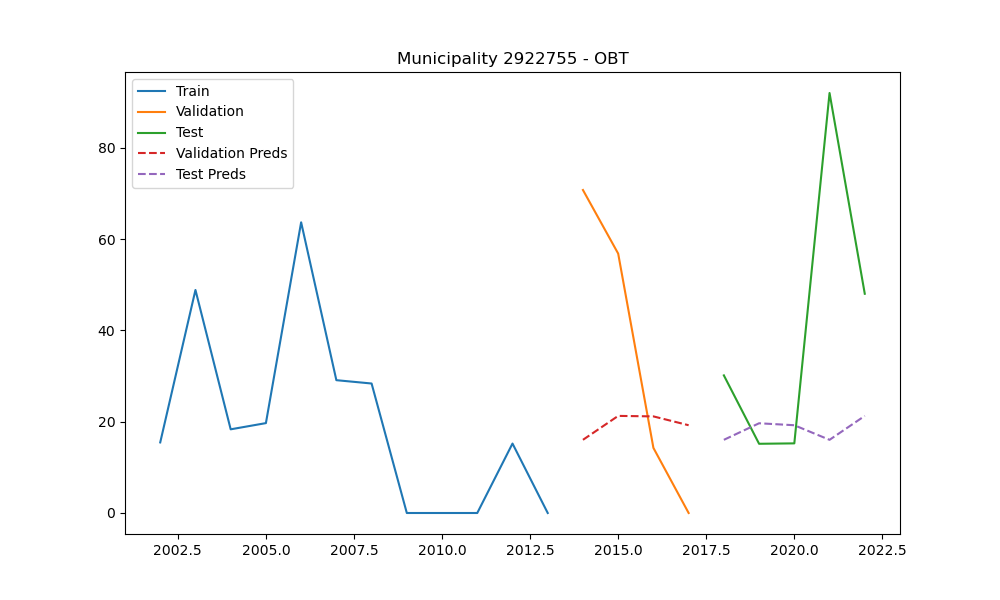 Municipality 2922755 - OBT
Train
Validation
Test
Validation Preds
Test Preds
80
60
40
20
0
2002.5 2005.0 2007.5 2010.0 2012.5 2015.0 2017.5 2020.0 2022.5